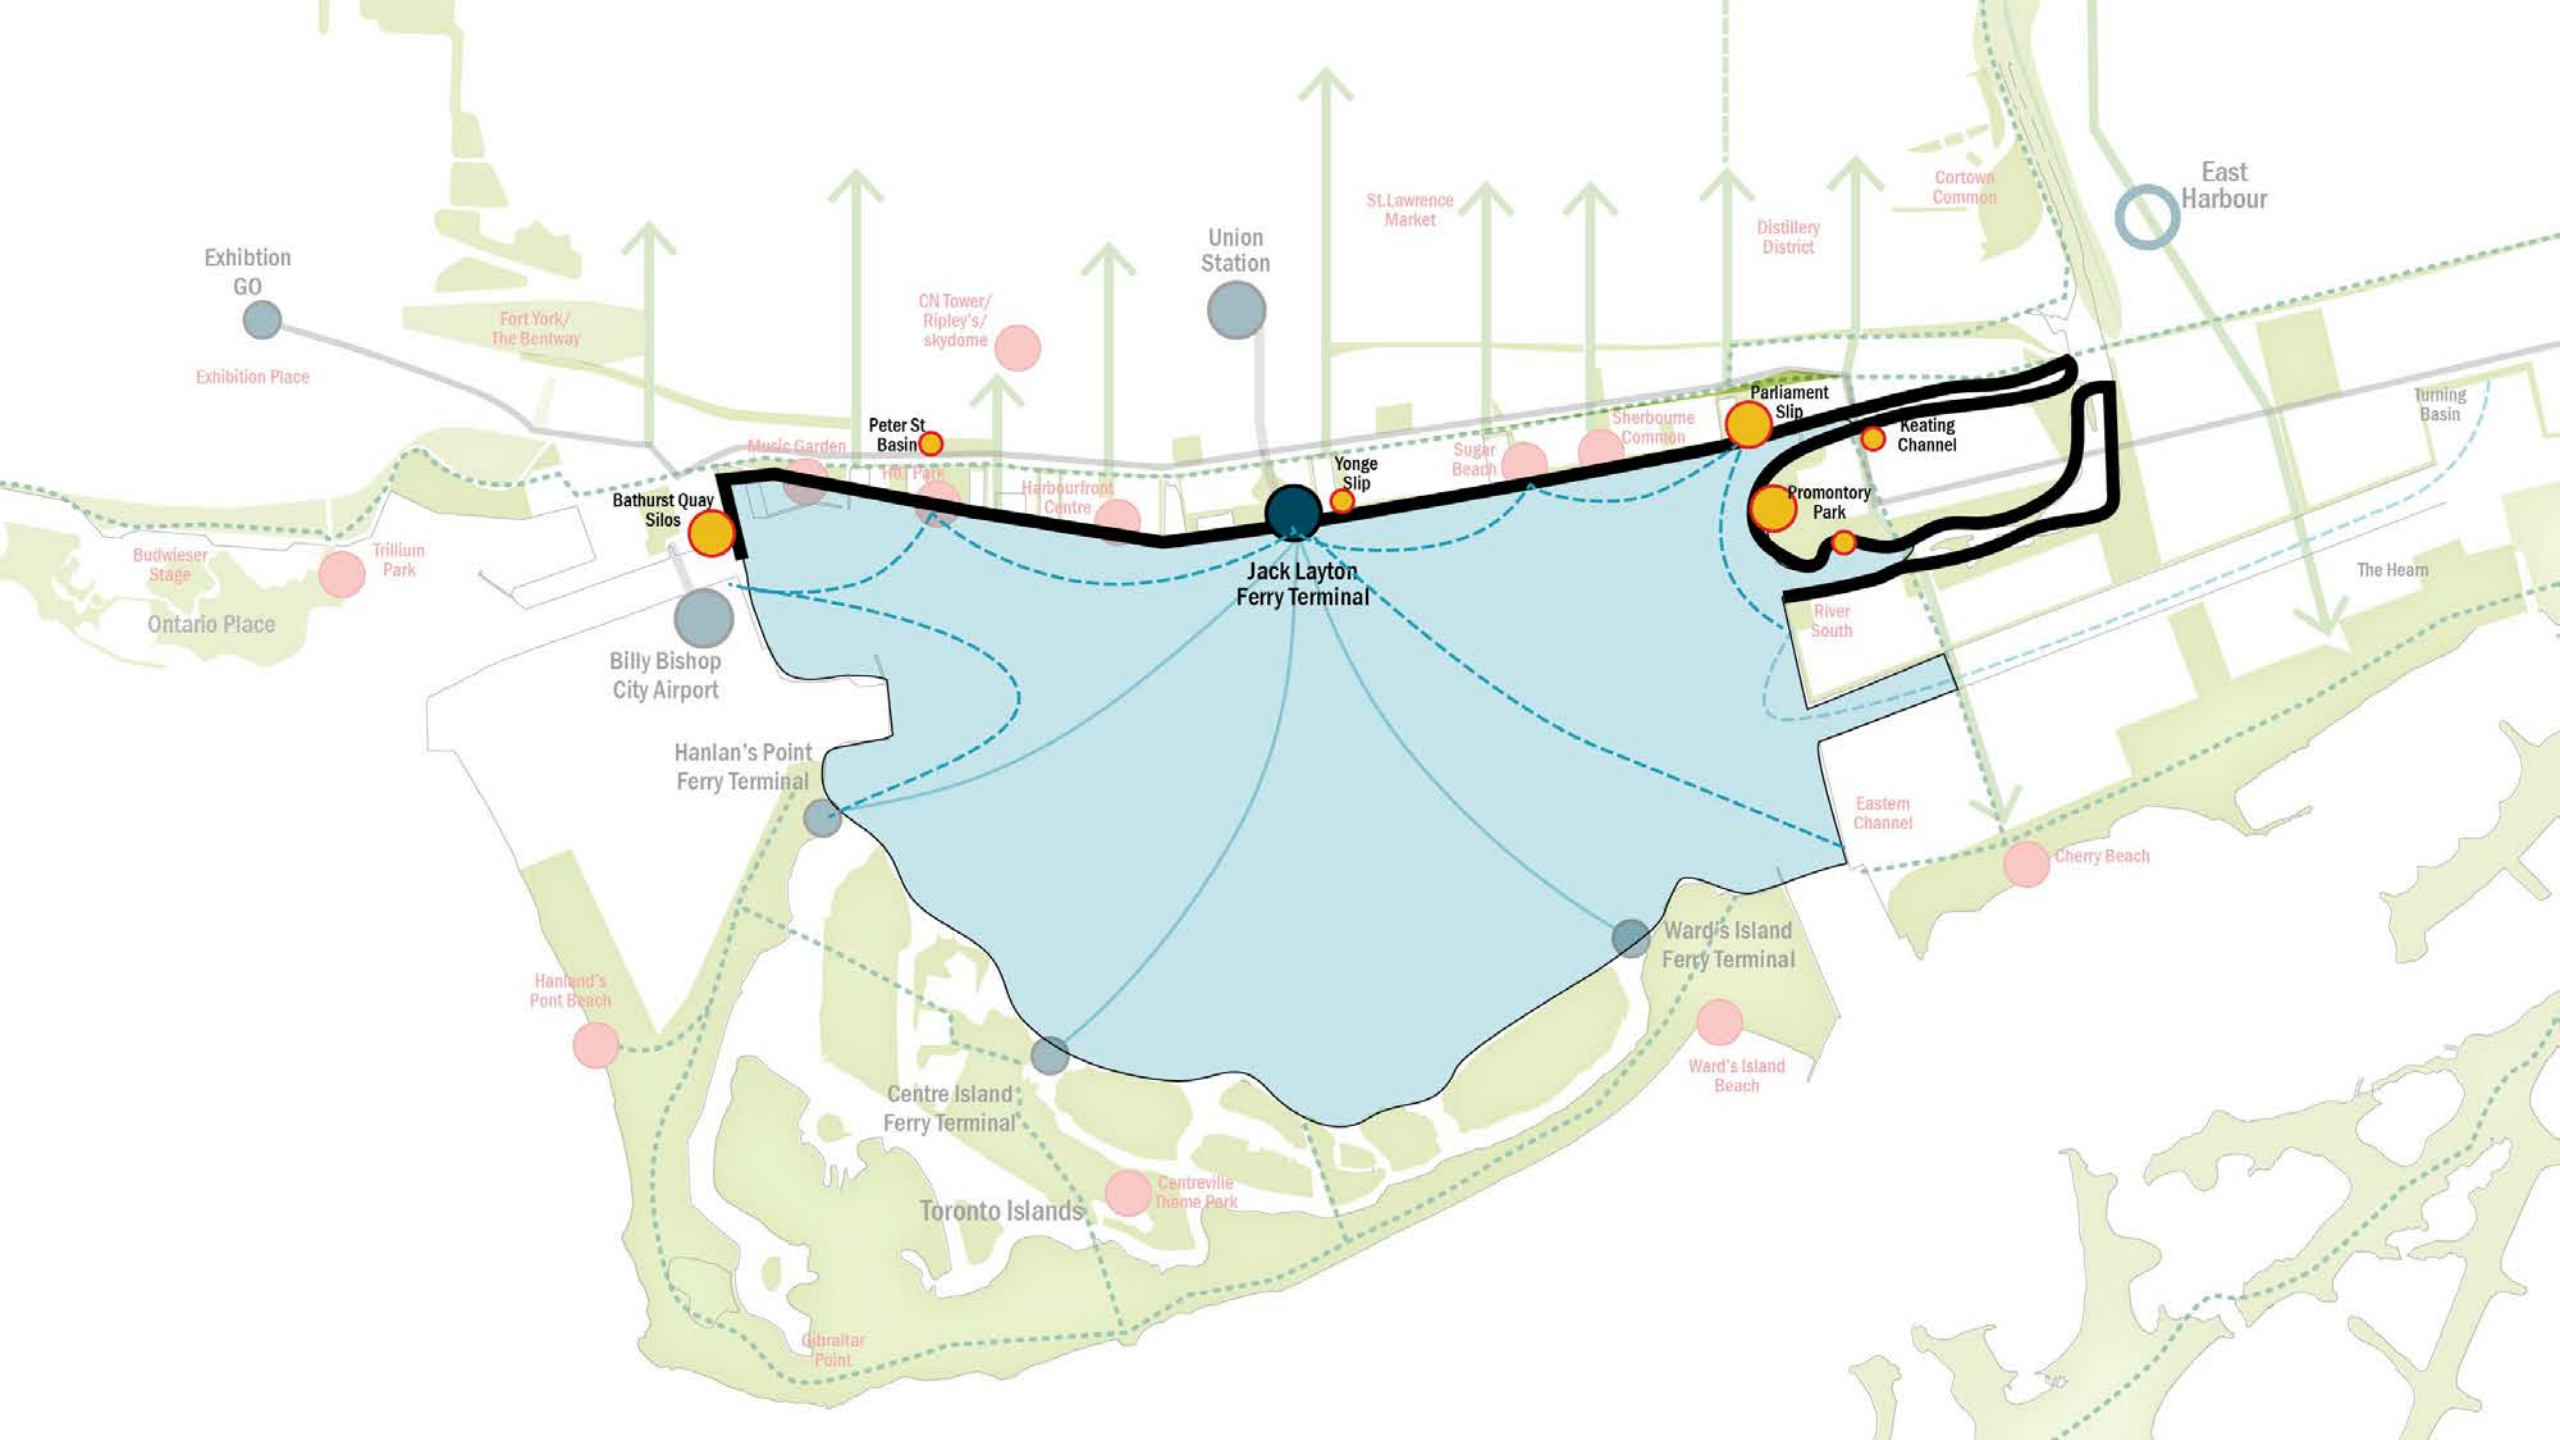 East
Harbour
Cortown
Common
St.Lawrence
Market
Distillery
District
Union
Station
Exhibtion
GO
CN Tower/
Ripley's/
skydome
Fort York/
The Bentway
Exhibition Place
Parliament
Slip
Turning
Basin
Peter St
Basin
Sherbourne
Common
Keating
Channel
Music Garden
Sugar
Beach
Yonge
Slip
HtO Park
Harbourfront
Centre
Bathurst Quay
Silos
Promontory
Park
Budwieser
Stage
Trillium
Park
Jack Layton
Ferry Terminal
The Hearn
Ontario Place
River
South
Billy Bishop
City Airport
Hanlan's Point
Ferry Terminal
Eastern
Channel
Cherry Beach
Ward's Island
Ferry Terminal
Hanland's
Pont Beach
Ward's Island
Beach
Centre Island
Ferry Terminal
Centreville
Theme Park
Toronto Islands
Gibraltar
Point